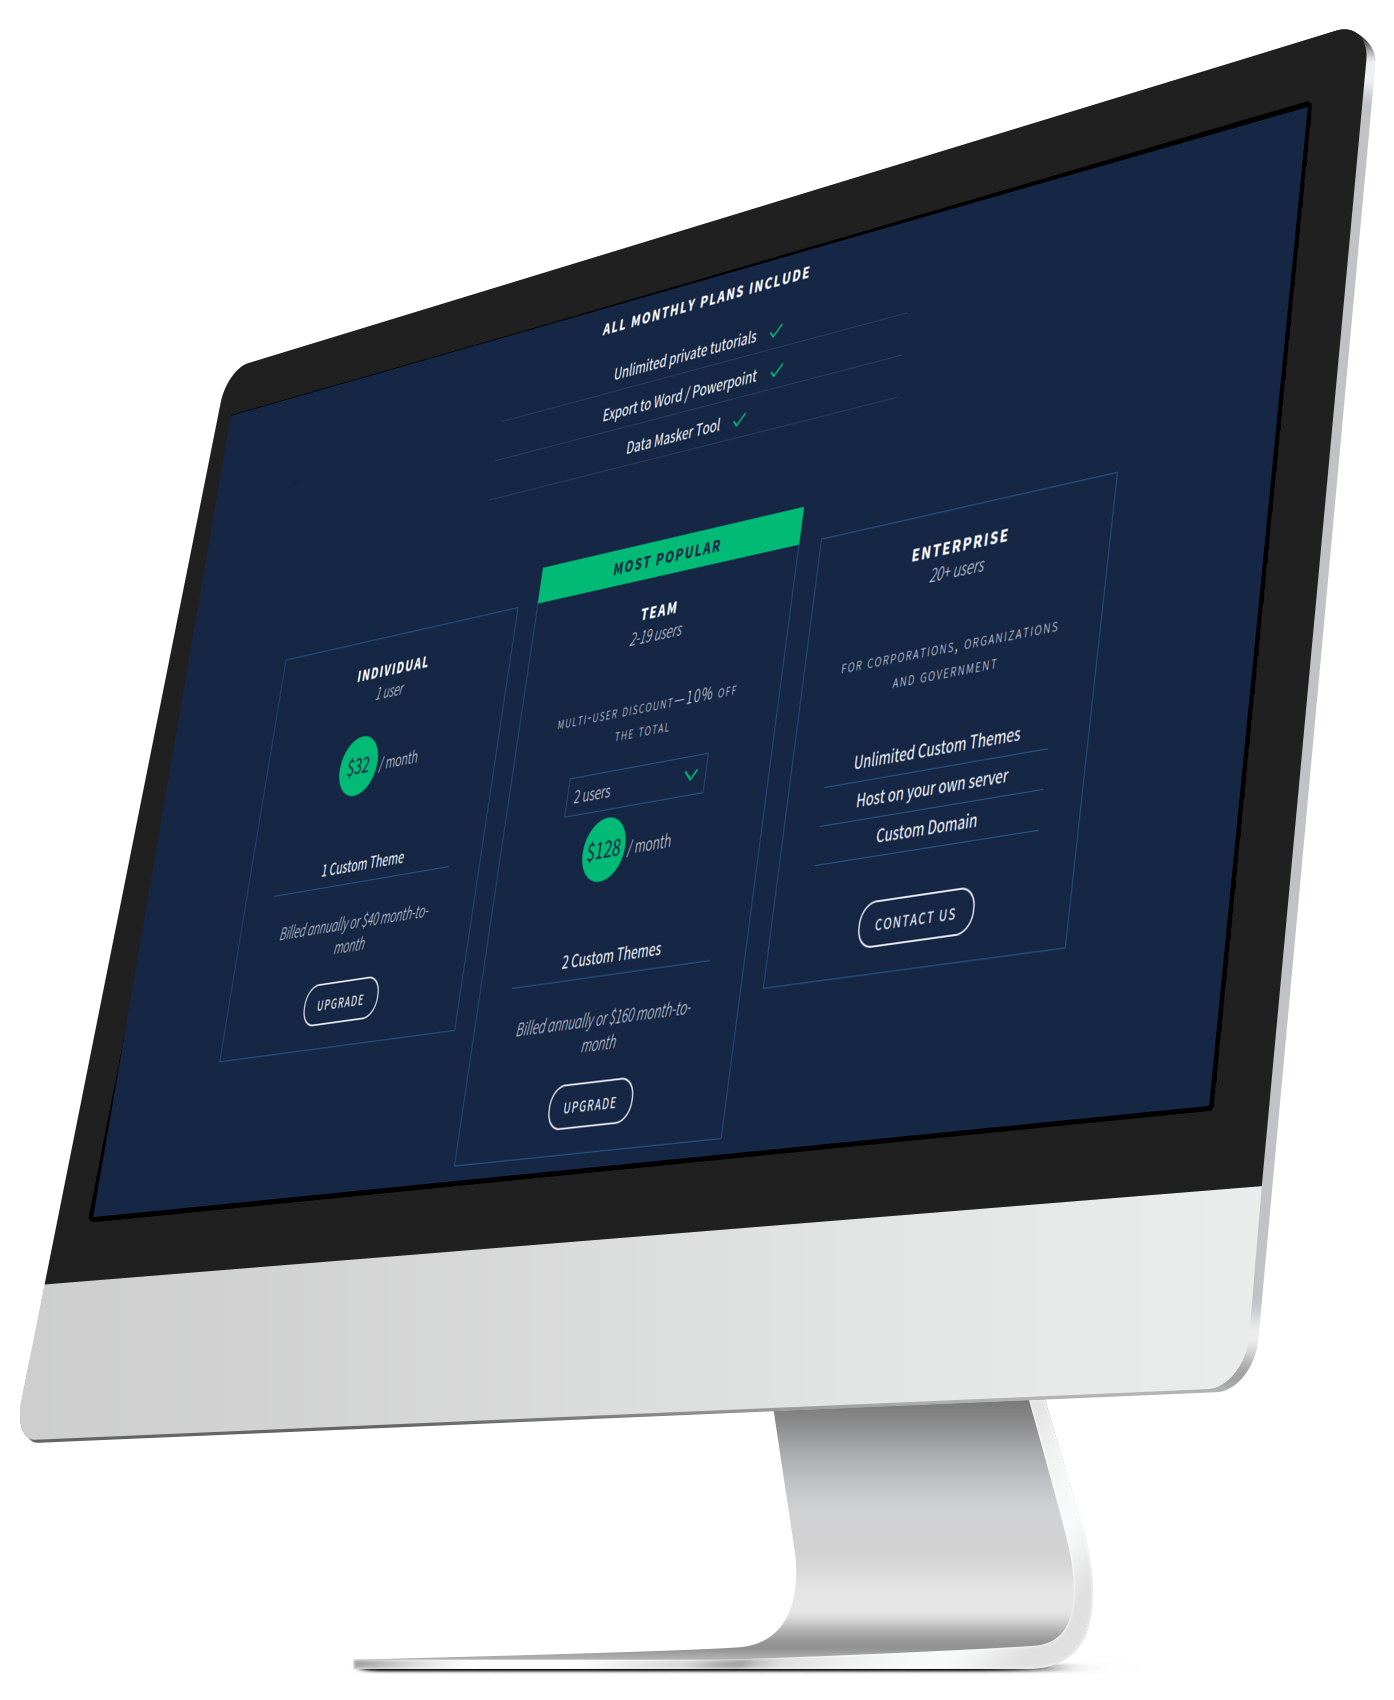 ALL MONTHLY PLANS INCLUDE
Unlimited private tutorials
Export to Word / Powerpoint
Data Masker Tool
INDIVIDUAL
1 user
$32 / month
1 Custom Theme
Billed annually or $40 month-to-
month
UPGRADE
MOST POPULAR
TEAM
2-19 users
MULTI-USER DISCOUNT—10% OFF
THE TOTAL
2 users
$128 / month
2 Custom Themes
Billed annually or $160 month-to-
month
UPGRADE
ENTERPRISE
20+ users
FOR CORPORATIONS, ORGANIZATIONS
AND GOVERNMENT
Unlimited Custom Themes
Host on your own server
Custom Domain
CONTACT US